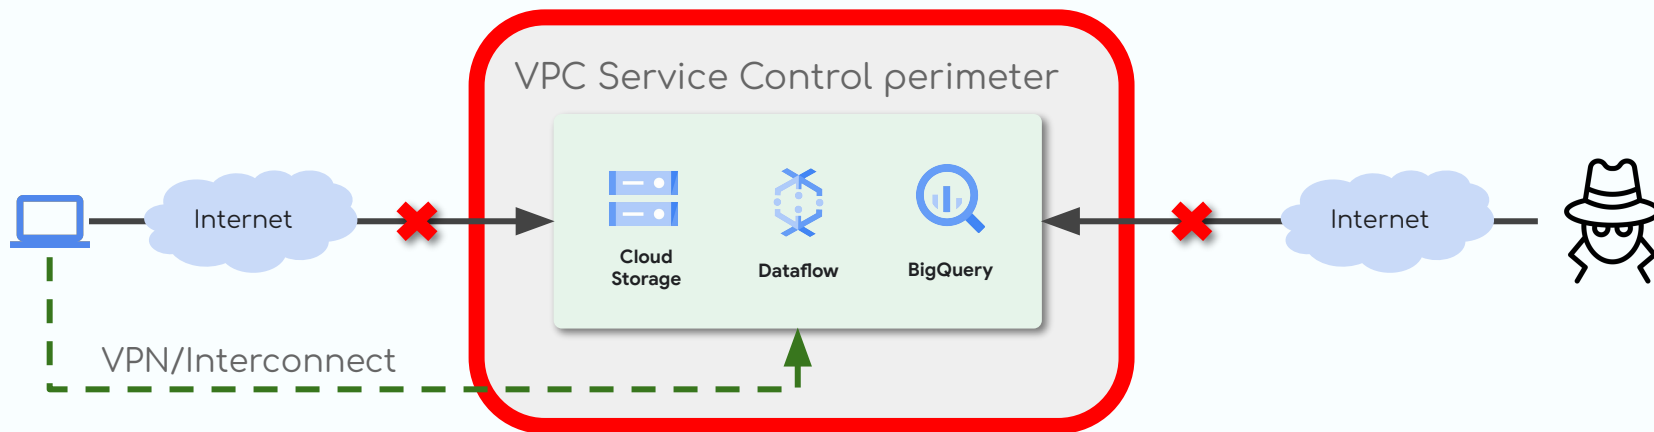 VPC Service Control perimeter
Internet
Cloud
Storage
Dataflow
BigQuery
Internet
VPN/Interconnect